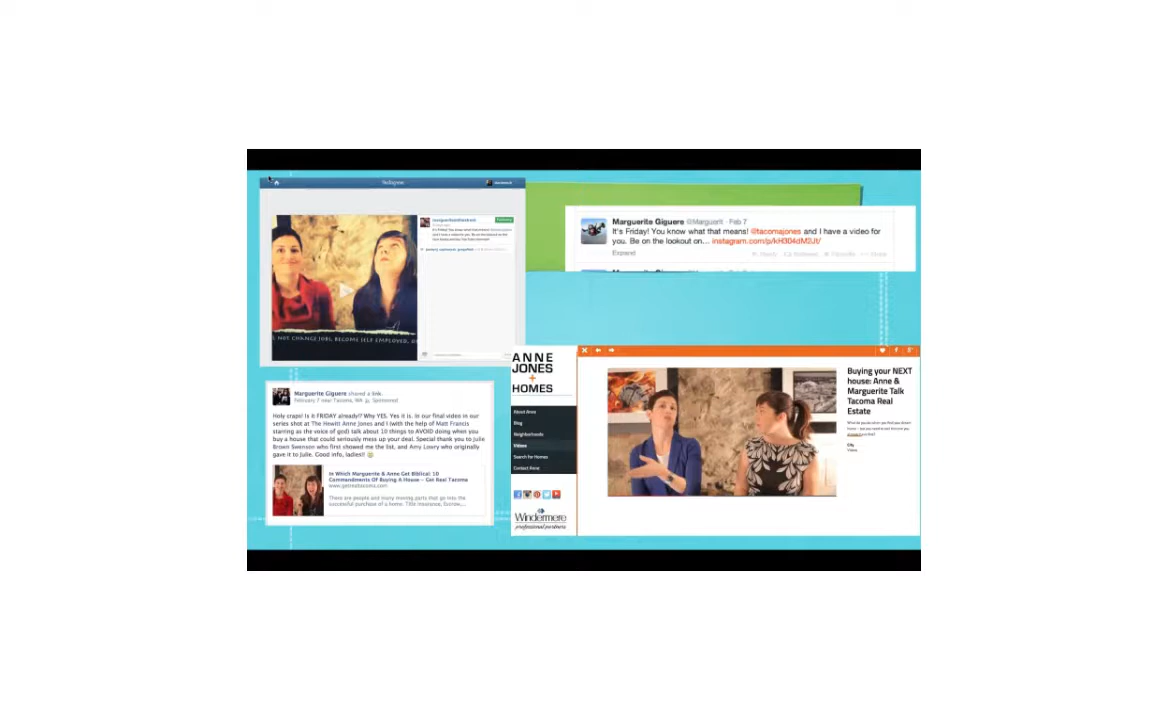 Instagram
Following
NOT CHANGE JOBS, BECOME SELF EMPLOYED, O
Marguerite Giguere @Marguerit · Feb 7
It's Friday! You know what that means! @tacomajones and I have a video for
you. Be on the lookout on... instagram.com/p/
Expand
Marguerite Giguere shared a link.
February 7 near Tacoma, WA Sponsored
Holy craps! Is it FRIDAY already!? Why YES. Yes it is. In our final video in our
series shot at The Hewitt Anne Jones and I (with the help of Matt Francis
starring as the voice of god) talk about 10 things to AVOID doing when you
buy a house that could seriously mess up your deal. Special thank you to Julie
Brown Swenson who first showed me the list, and Amy Lowry who originally
gave it to Julie. Good info, ladies!!
In Which Marguerite & Anne Get Biblical: 10
Commandments Of Buying A House – Get Real Tacoma
www.getrealtacoma.com
There are people and many moving parts that go into the
successful purchase of a home: Title insurance, Escrow,...
ANNE
JONES
+
HOMES
About Anne
Blog
Neighborhoods
Videos
Search for Homes
Contact Anne
Windermere
professional partners
Buying your NEXT
house: Anne &
Marguerite Talk
Tacoma Real
Estate